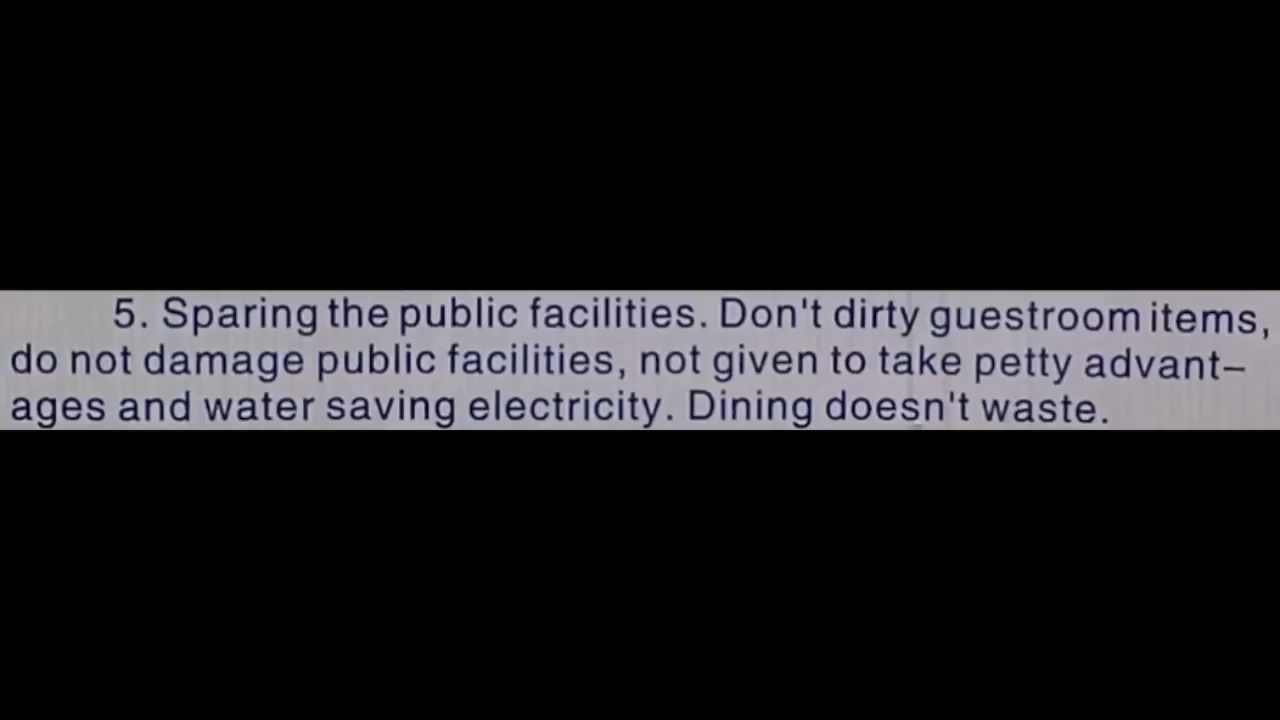 5. Sparing the public facilities. Don't dirty guestroom items,
do not damage public facilities, not given to take petty advant–
ages and water saving electricity. Dining doesn't waste.